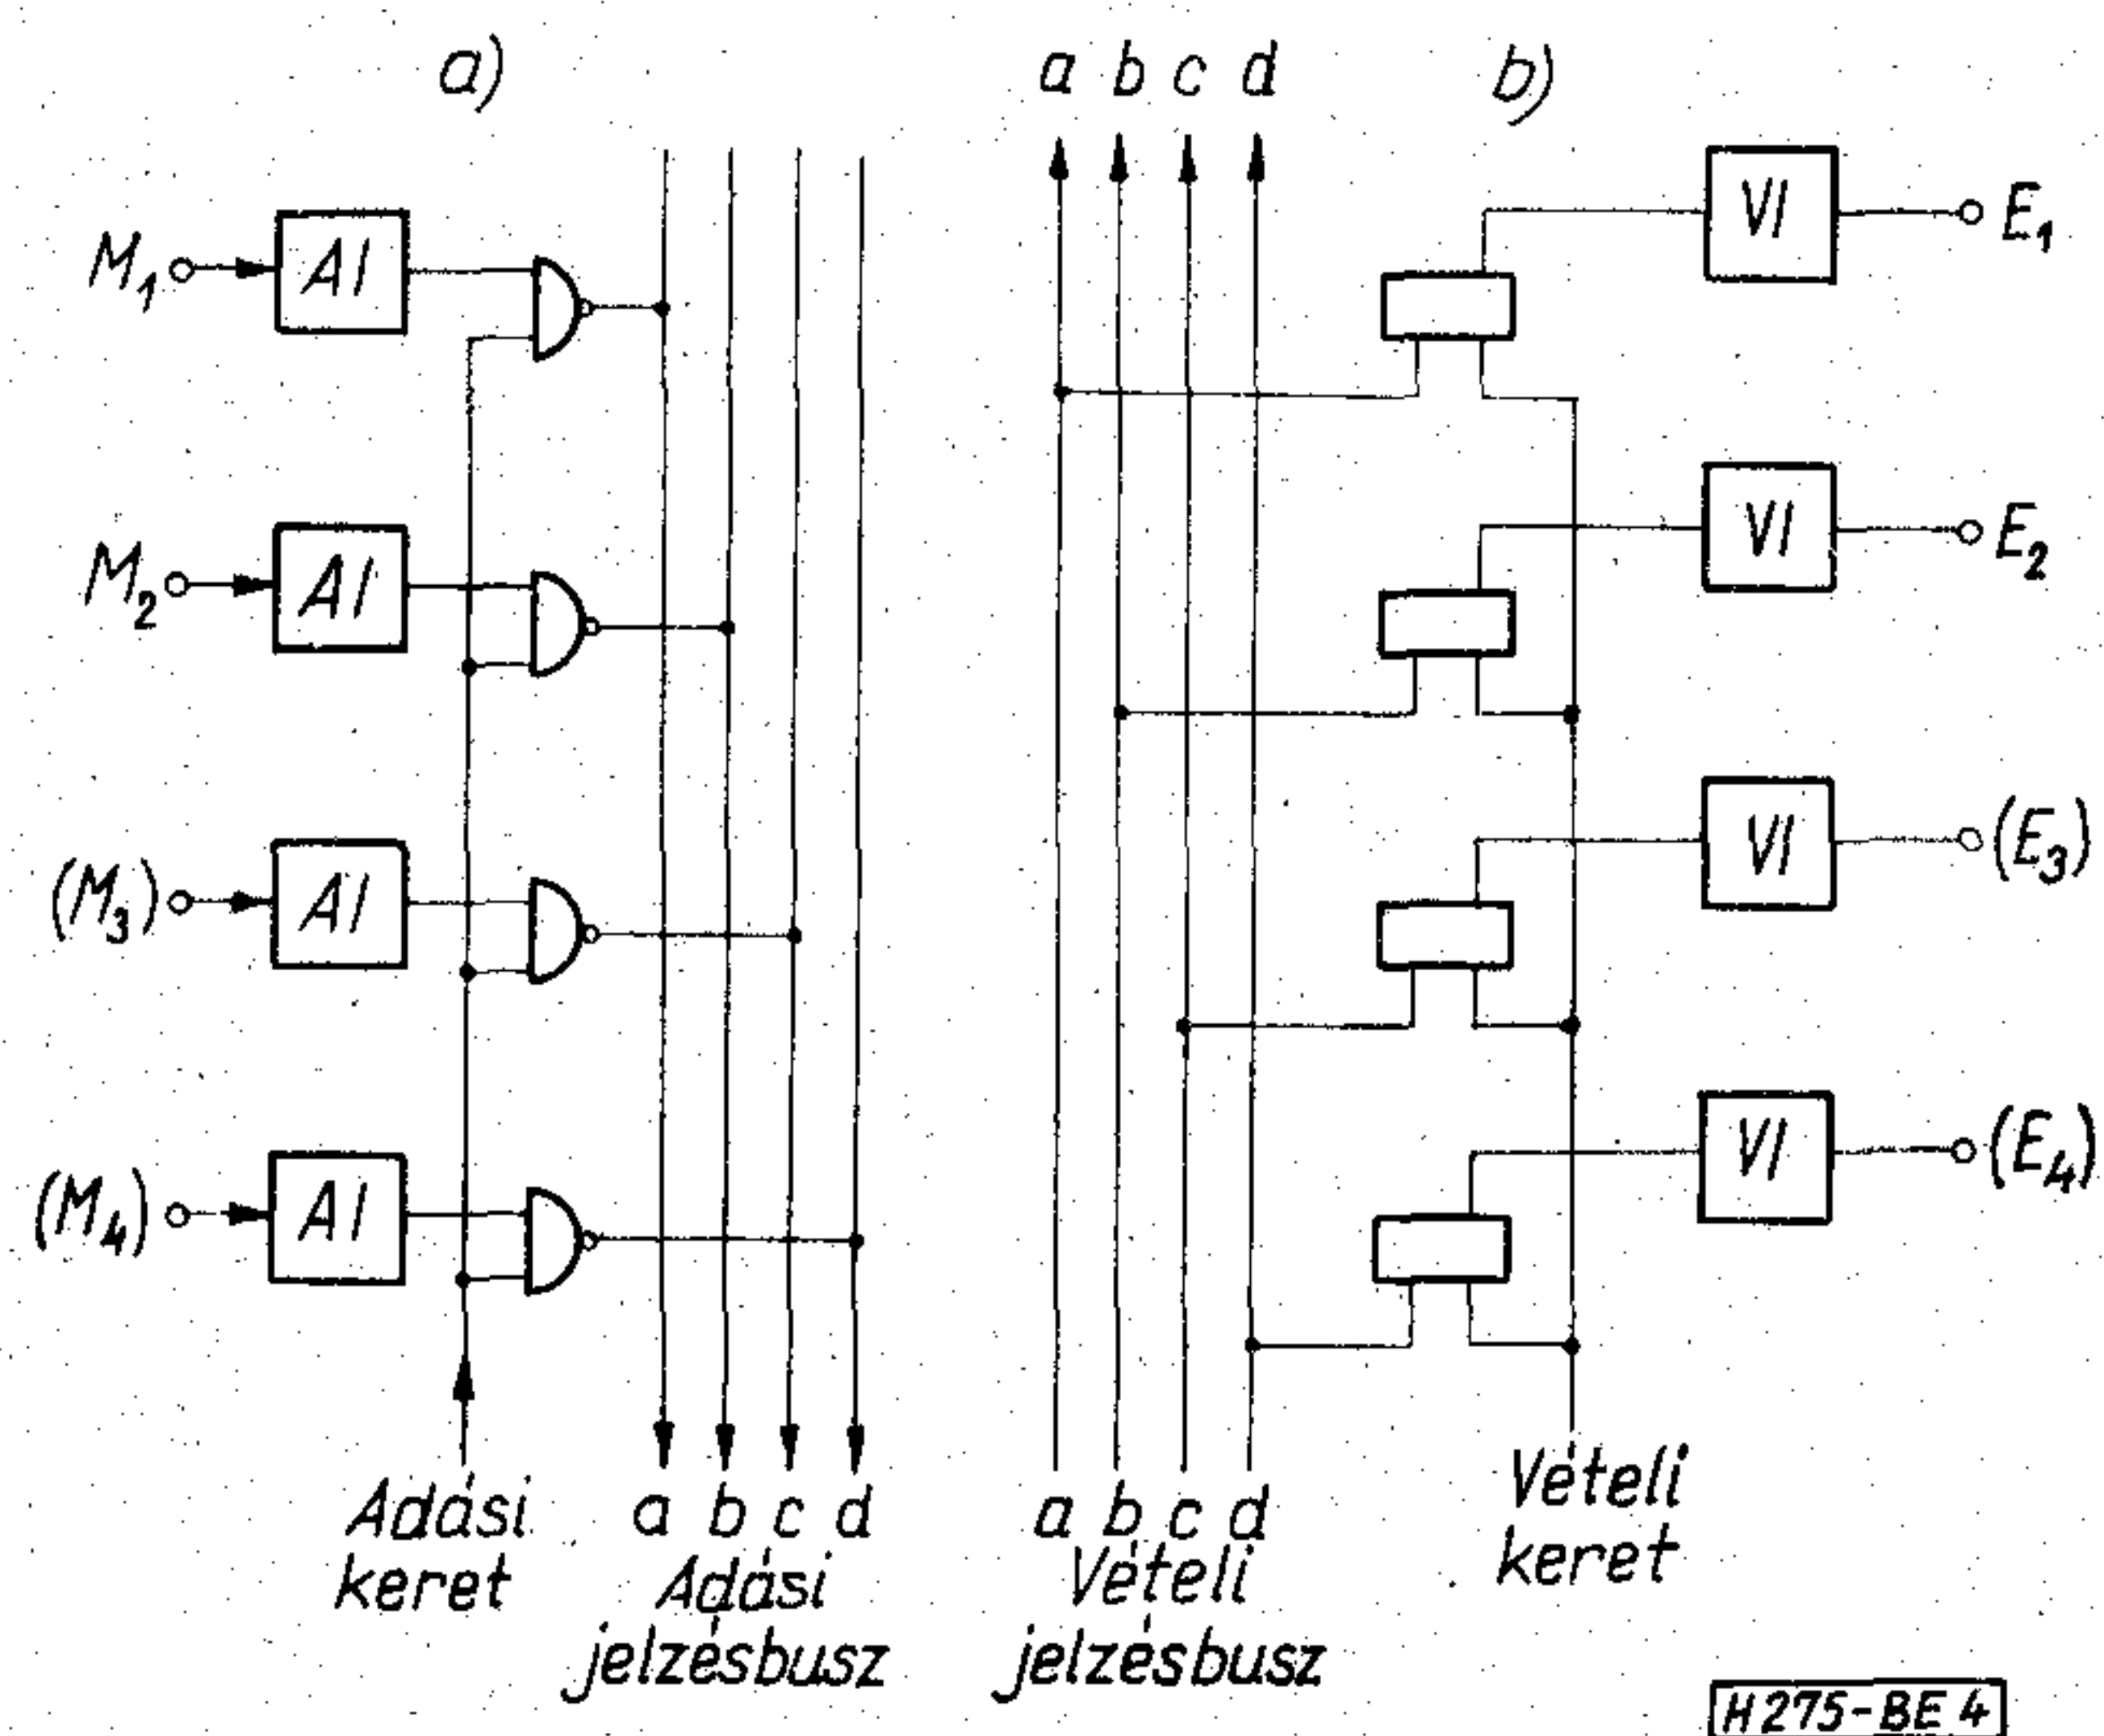 a)
M1 AI
M2 AI
(M3) AI
(M4) AI
Adási
keret
a b c d
Adási
jelzésbusz
a b c d
b)
VI E1
VI E2
VI (E3)
VI (E4)
a b c d
Vételi
jelzésbusz
Vételi
keret
H275-BE 4